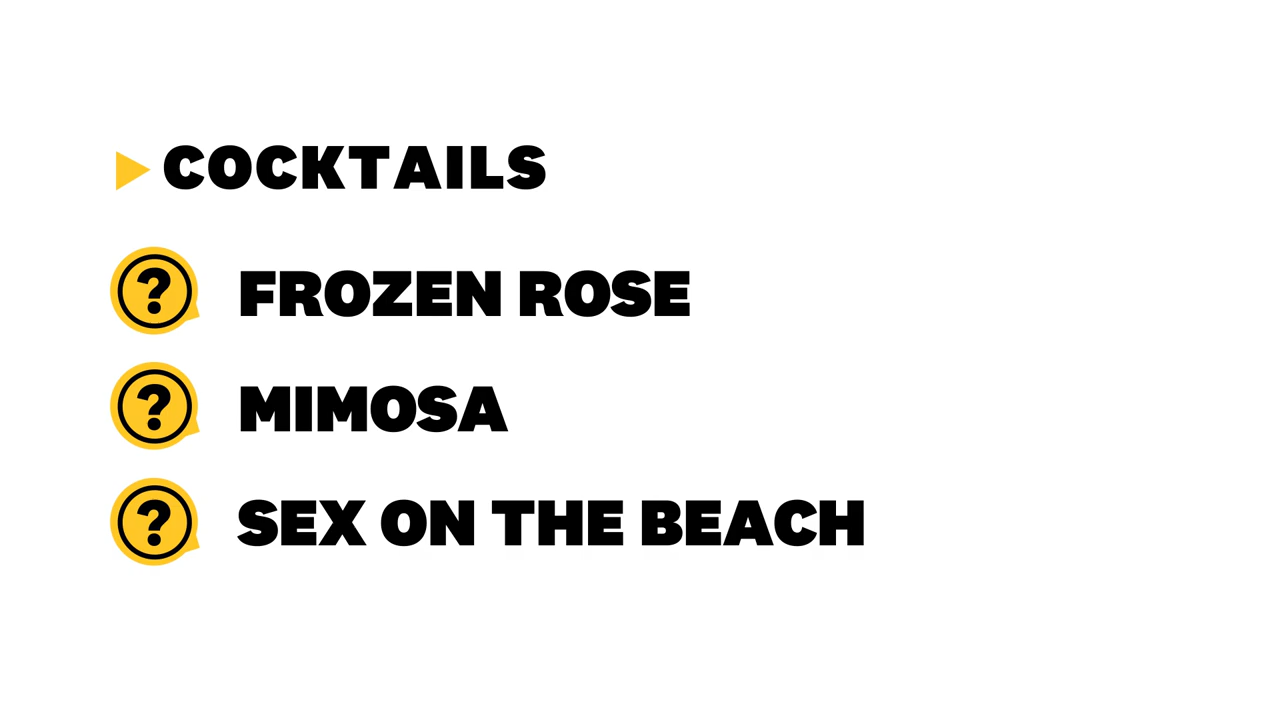 COCKTAILS
? FROZEN ROSE
? MIMOSA
? SEX ON THE BEACH